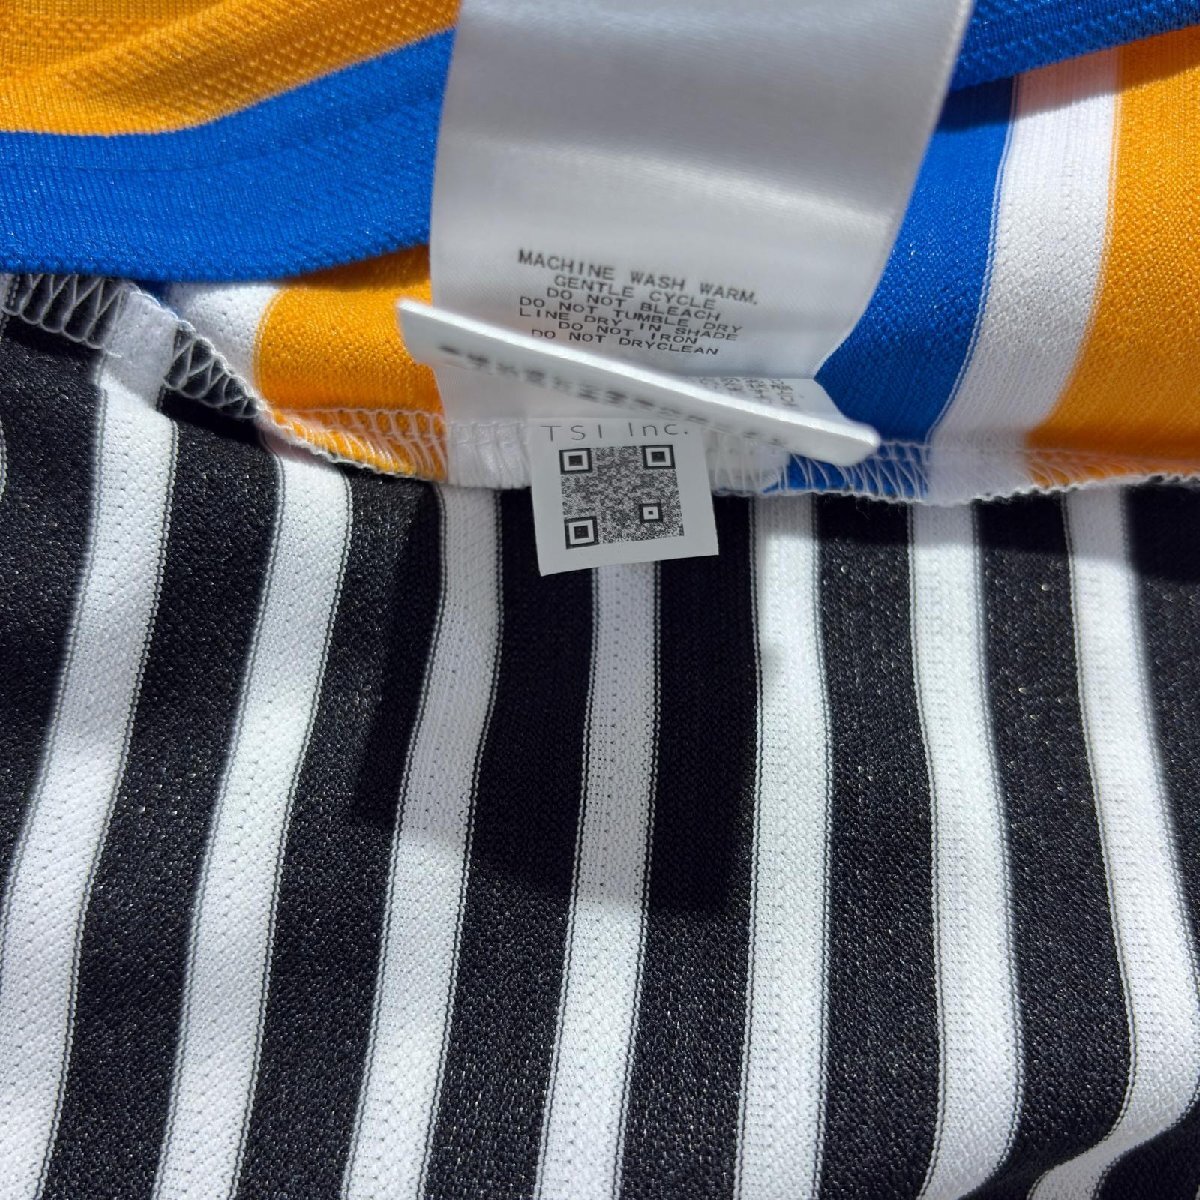 MACHINE WASH WARM.
GENTLE CYCLE
DO NOT BLEACH
DO NOT TUMBLE DRY
LINE DRY IN SHADE
DO NOT IRON
DO NOT DRYCLEAN
TSI Inc.